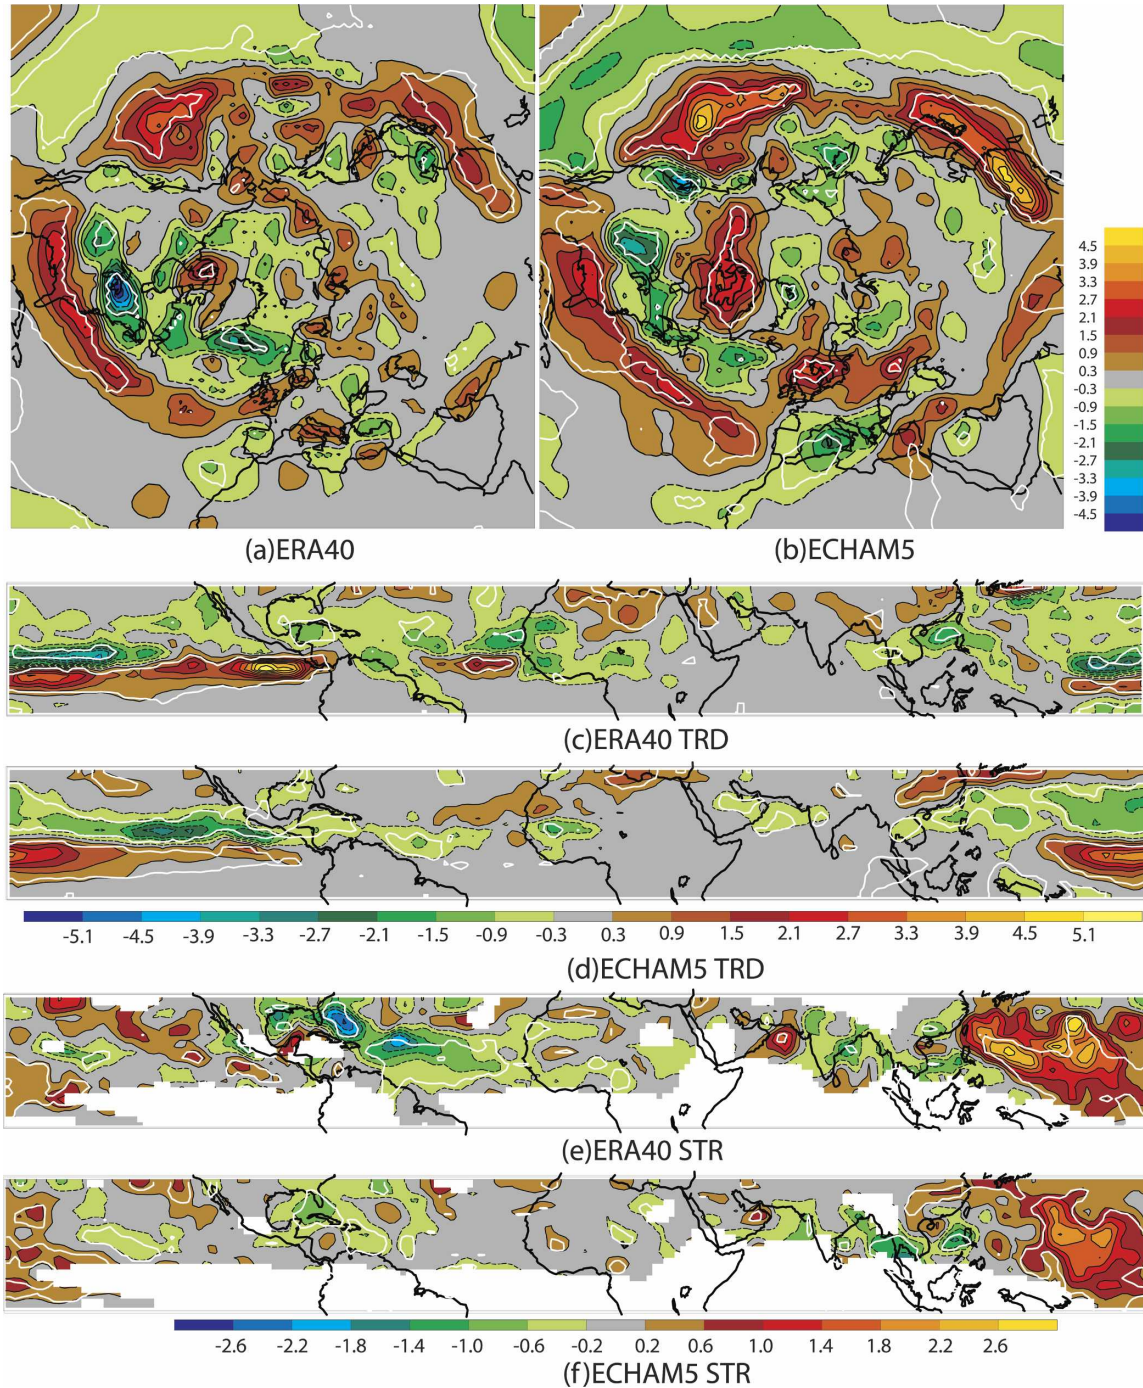 4.5
3.3
2.7
2.1
1.5
0.9
0.3
-0.3
-0.9
-1.5
-2.1
-2.7
-3.3
-3.9
-4.5
(a)ERA40
(b)ECHAM5
(c)ERA40 TRD
-5.1 -4.5 -3.9 -3.3 -2.7 -2.1 -1.5 -0.9 -0.3 0.3 0.9 1.5 2.1 2.7 3.3 3.9 4.5 5.1
(d)ECHAM5 TRD
(e)ERA40 STR
-2.6 -2.2 -1.8 -1.4 -1.0 -0.6 -0.2 0.2 0.6 1.0 1.4 1.8 2.2 2.6
(f)ECHAM5 STR